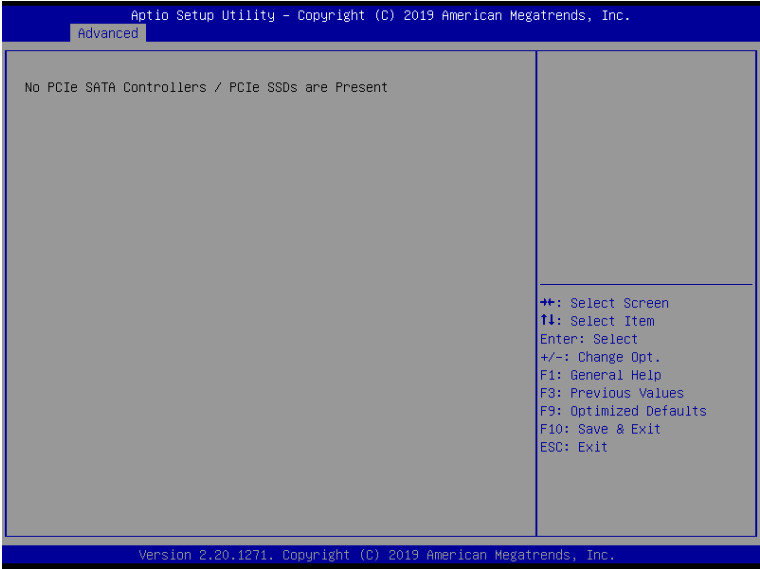 Aptio Setup Utility – Copyright (C) 2019 American Megatrends, Inc.
Advanced
No PCIe SATA Controllers / PCIe SSDs are Present
→←: Select Screen
↑↓: Select Item
Enter: Select
+/-: Change Opt.
F1: General Help
F3: Previous Values
F9: Optimized Defaults
F10: Save & Exit
ESC: Exit
Version 2.20.1271. Copyright (C) 2019 American Megatrends, Inc.